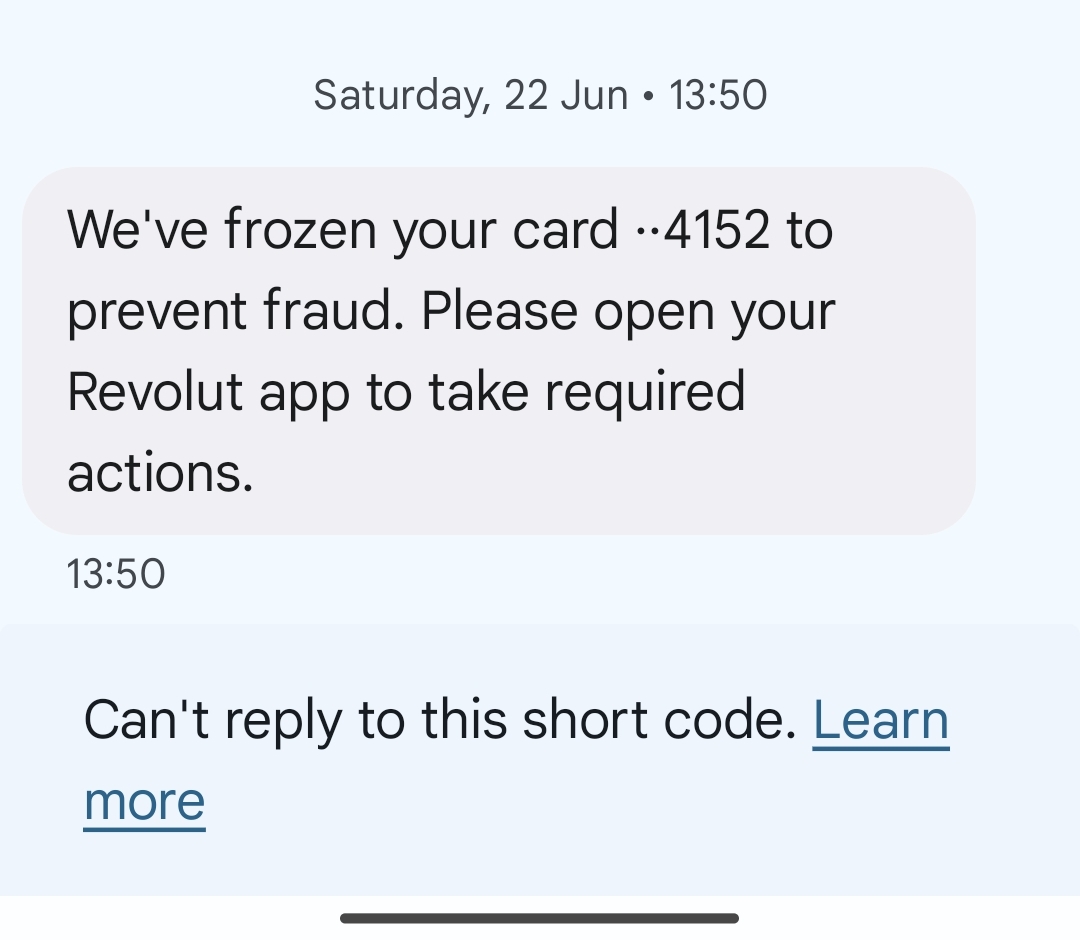 Saturday, 22 Jun • 13:50
We've frozen your card ··4152 to
prevent fraud. Please open your
Revolut app to take required
actions.
13:50
Can't reply to this short code. Learn
more